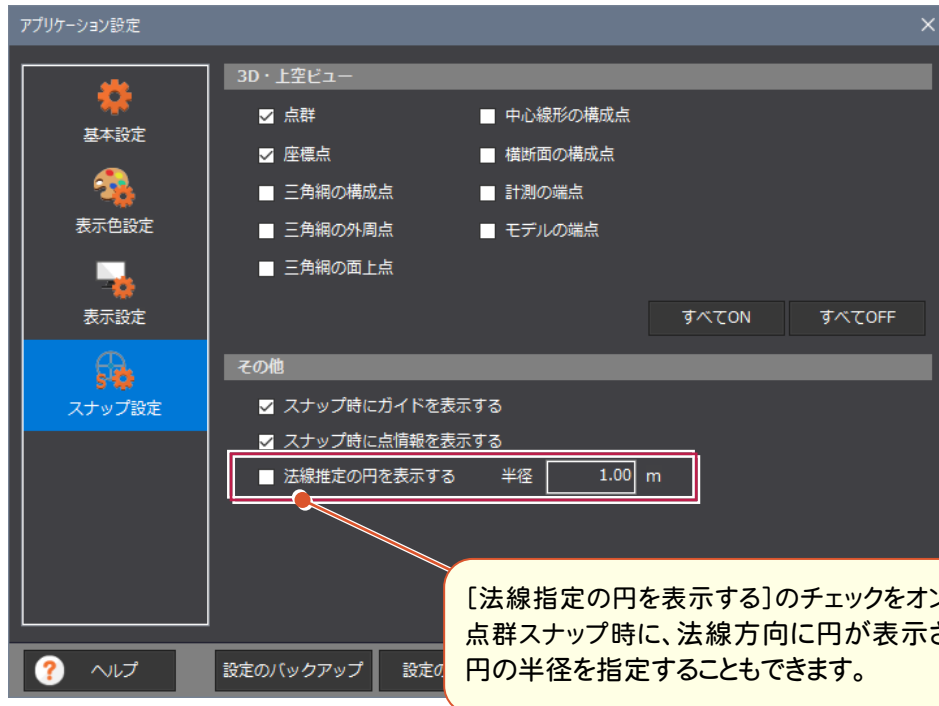 アプリケーション設定
基本設定
表示色設定
表示設定
スナップ設定
3D・上空ビュー
点群 中心線形の構成点
座標点 横断面の構成点
三角網の構成点 計測の端点
三角網の外周点 モデルの端点
三角網の面上点
すべてON すべてOFF
その他
スナップ時にガイドを表示する
スナップ時に点情報を表示する
法線推定の円を表示する 半径 1.00 m
[法線指定の円を表示する]のチェックをオン
点群スナップ時に、法線方向に円が表示さ
円の半径を指定することもできます。
? ヘルプ 設定のバックアップ 設定の